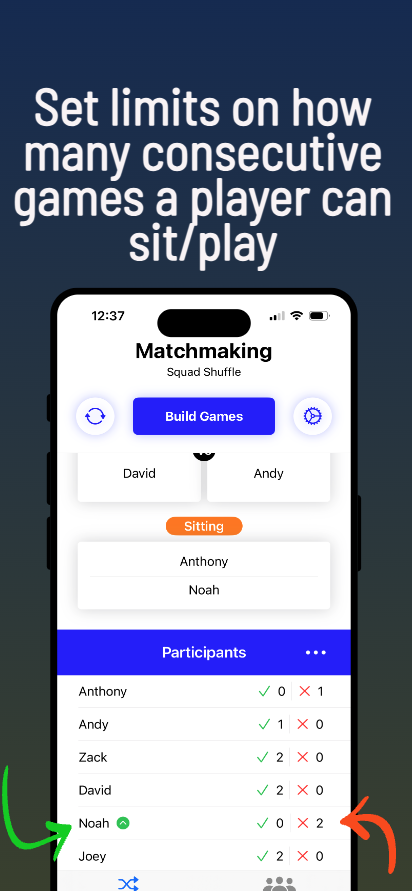 Set limits on how
many consecutive
games a player can
sit/play
12:37
Matchmaking
Squad Shuffle
Build Games
David
Andy
Sitting
Anthony
Noah
Participants
Anthony 0 1
Andy 1 0
Zack 2 0
David 2 0
Noah 0 2
Joey 2 0